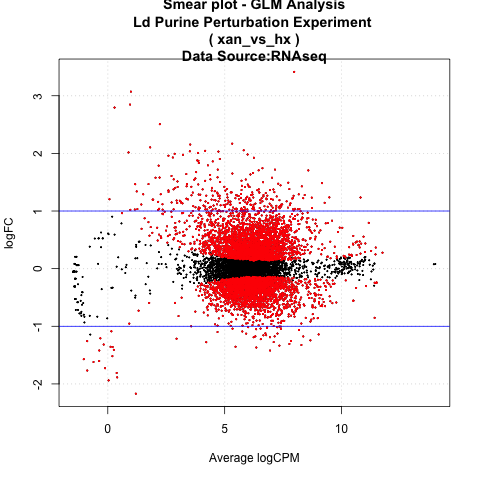 Smear plot - GLM Analysis
Ld Purine Perturbation Experiment
( xan_vs_hx )
Data Source:RNAseq
3
2
1
0
-1
-2
logFC
0
5
10
Average logCPM